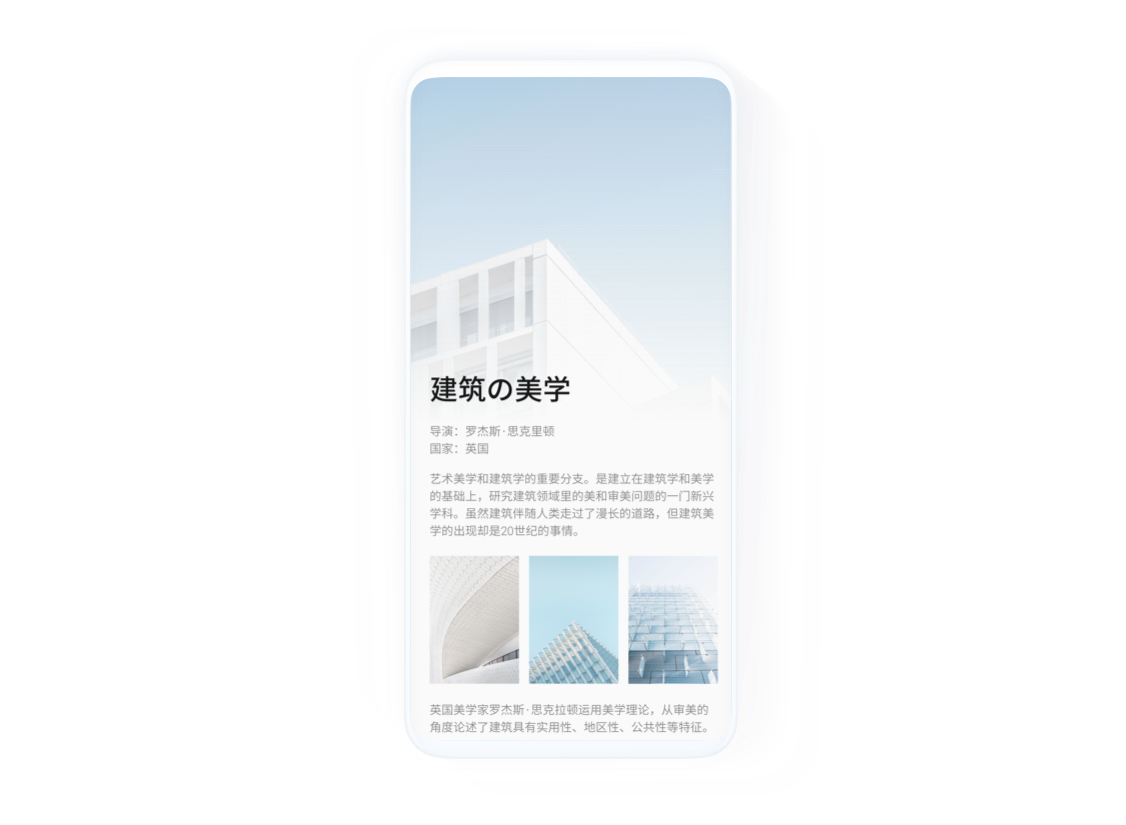 建筑の美学
导演：罗杰斯·思克里顿
国家：英国
艺术美学和建筑学的重要分支。是建立在建筑学和美学
的基础上，研究建筑领域里的美和审美问题的一门新兴
学科。虽然建筑伴随人类走过了漫长的道路，但建筑美
学的出现却是20世纪的事情。
英国美学家罗杰斯·思克拉顿运用美学理论，从审美的
角度论述了建筑具有实用性、地区性、公共性等特征。